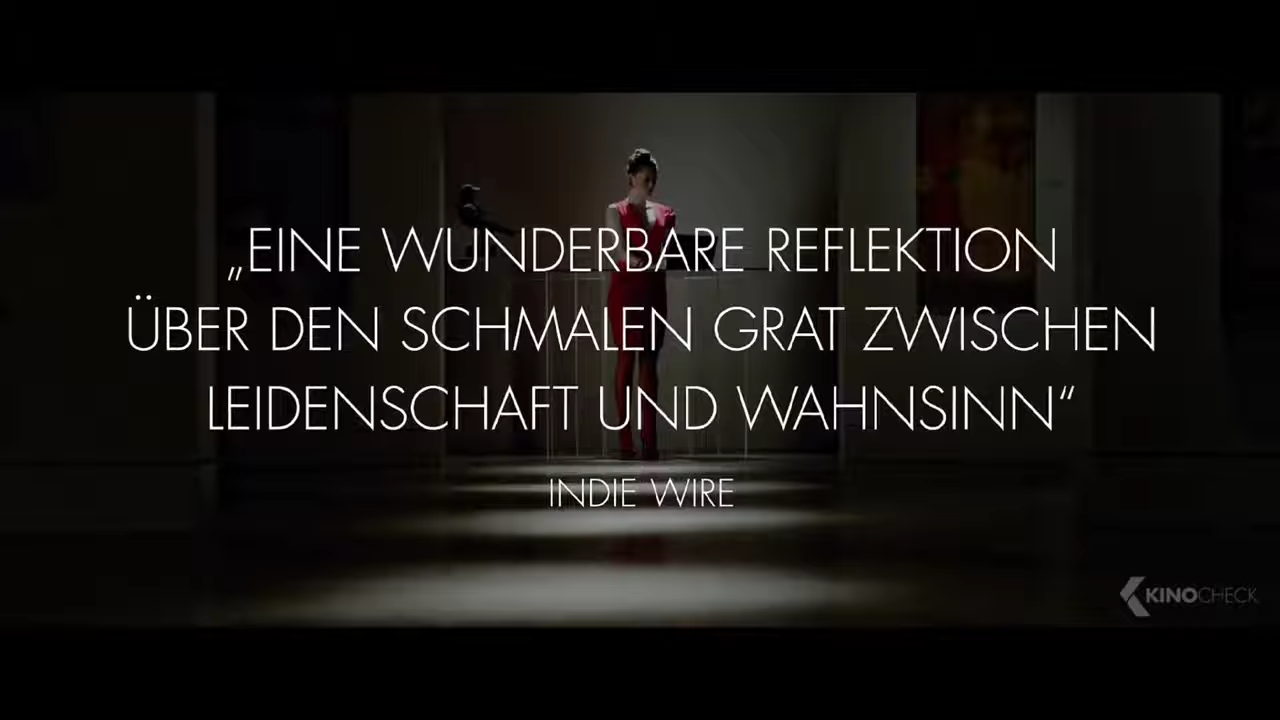 „EINE WUNDERBARE REFLEKTION
ÜBER DEN SCHMALEN GRAT ZWISCHEN
LEIDENSCHAFT UND WAHNSINN“
INDIE WIRE
KINOCHECK